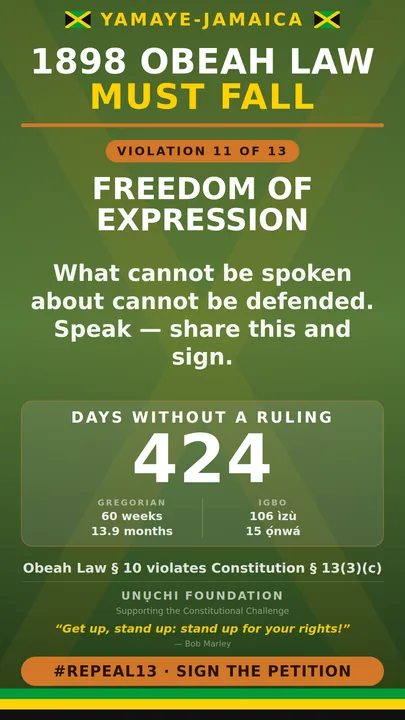 YAMAYE-JAMAICA
1898 OBEAH LAW
MUST FALL
VIOLATION 11 OF 13
FREEDOM OF
EXPRESSION
What cannot be spoken
about cannot be defended.
Speak — share this and
sign.
DAYS WITHOUT A RULING
424
GREGORIAN
60 weeks
13.9 months
IGBO
106 ìzù
15 ọ́nwá
Obeah Law § 10 violates Constitution § 13(3)(c)
UNỤCHI FOUNDATION
Supporting the Constitutional Challenge
“Get up, stand up: stand up for your rights!”
— Bob Marley
#REPEAL13 · SIGN THE PETITION